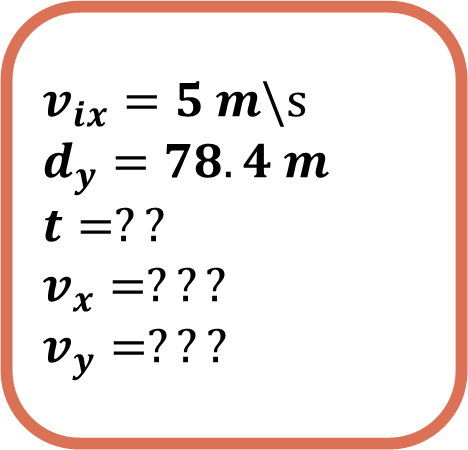 v_ix = 5 m\s
d_y = 78.4 m
t =??
v_x =???
v_y =???